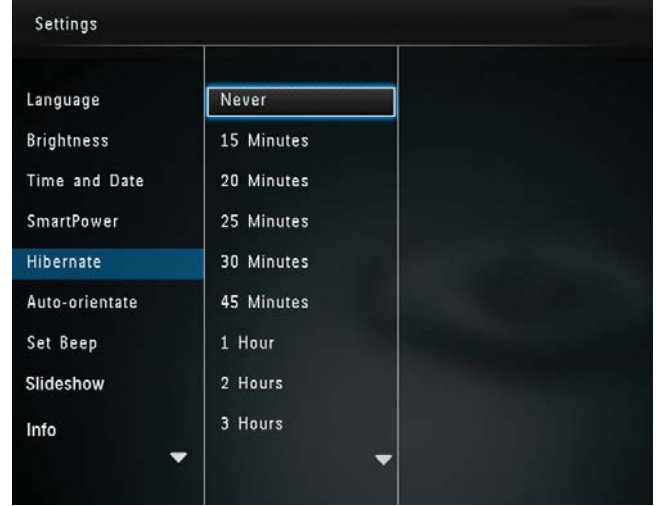 Settings
Language
Brightness
Time and Date
SmartPower
Hibernate
Auto-orientate
Set Beep
Slideshow
Info
Never
15 Minutes
20 Minutes
25 Minutes
30 Minutes
45 Minutes
1 Hour
2 Hours
3 Hours